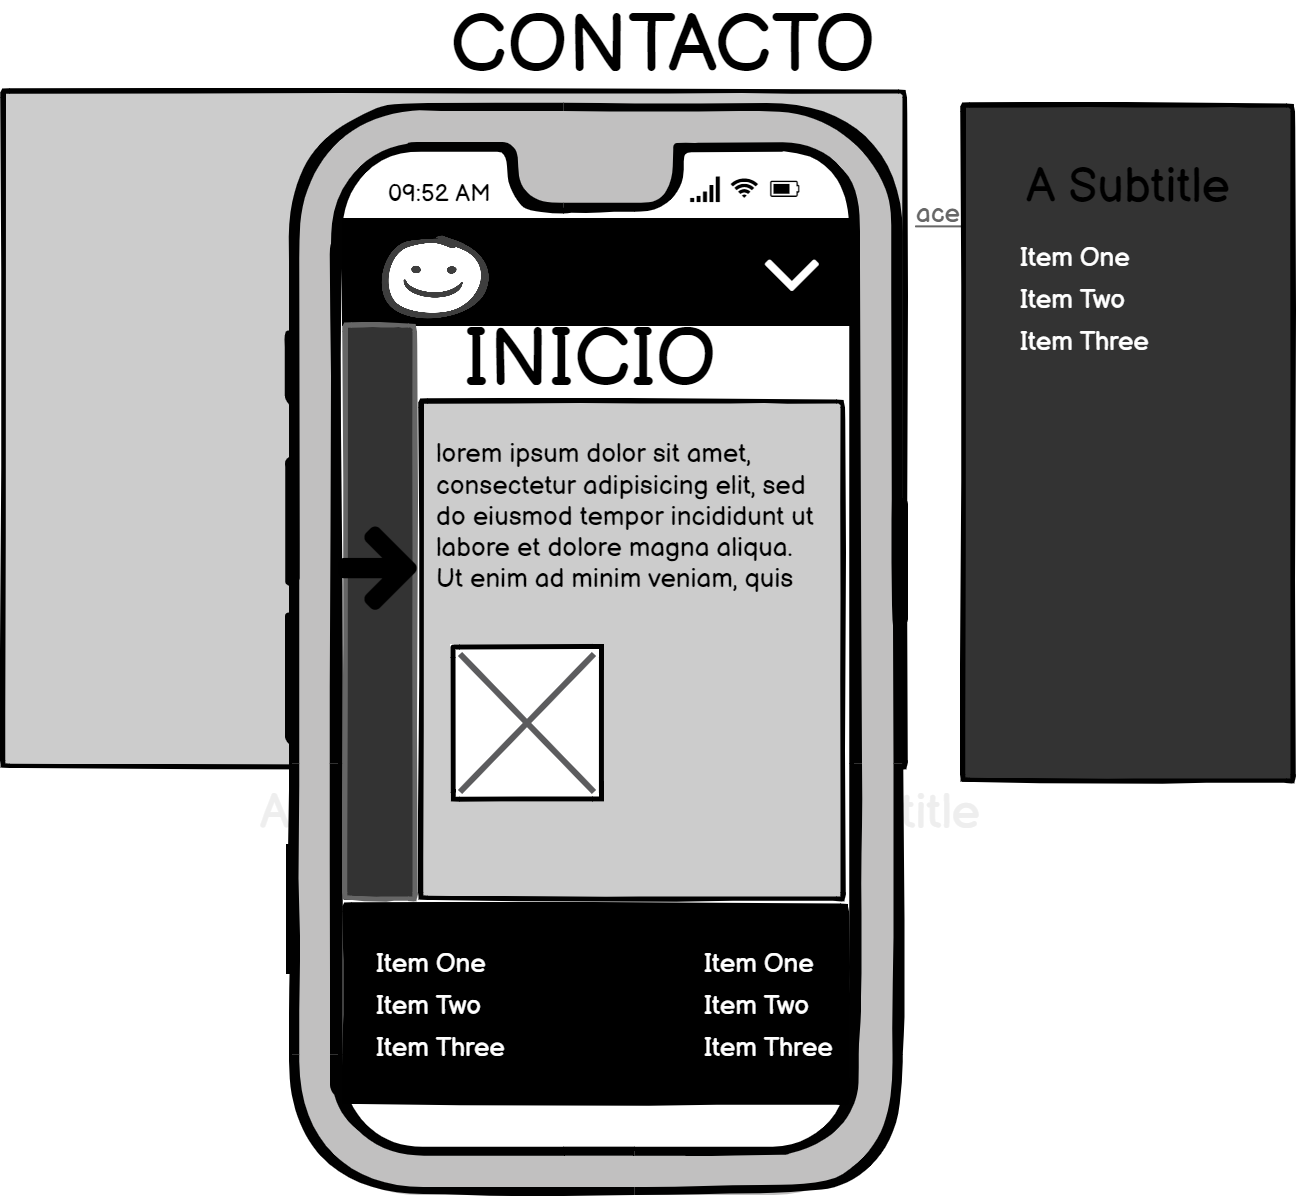 CONTACTO
09:52 AM
A Subtitle
ace
Item One
Item Two
Item Three
INICIO
lorem ipsum dolor sit amet,
consectetur adipisicing elit, sed
do eiusmod tempor incididunt ut
labore et dolore magna aliqua.
Ut enim ad minim veniam, quis
A
title
Item One
Item Two
Item Three
Item One
Item Two
Item Three